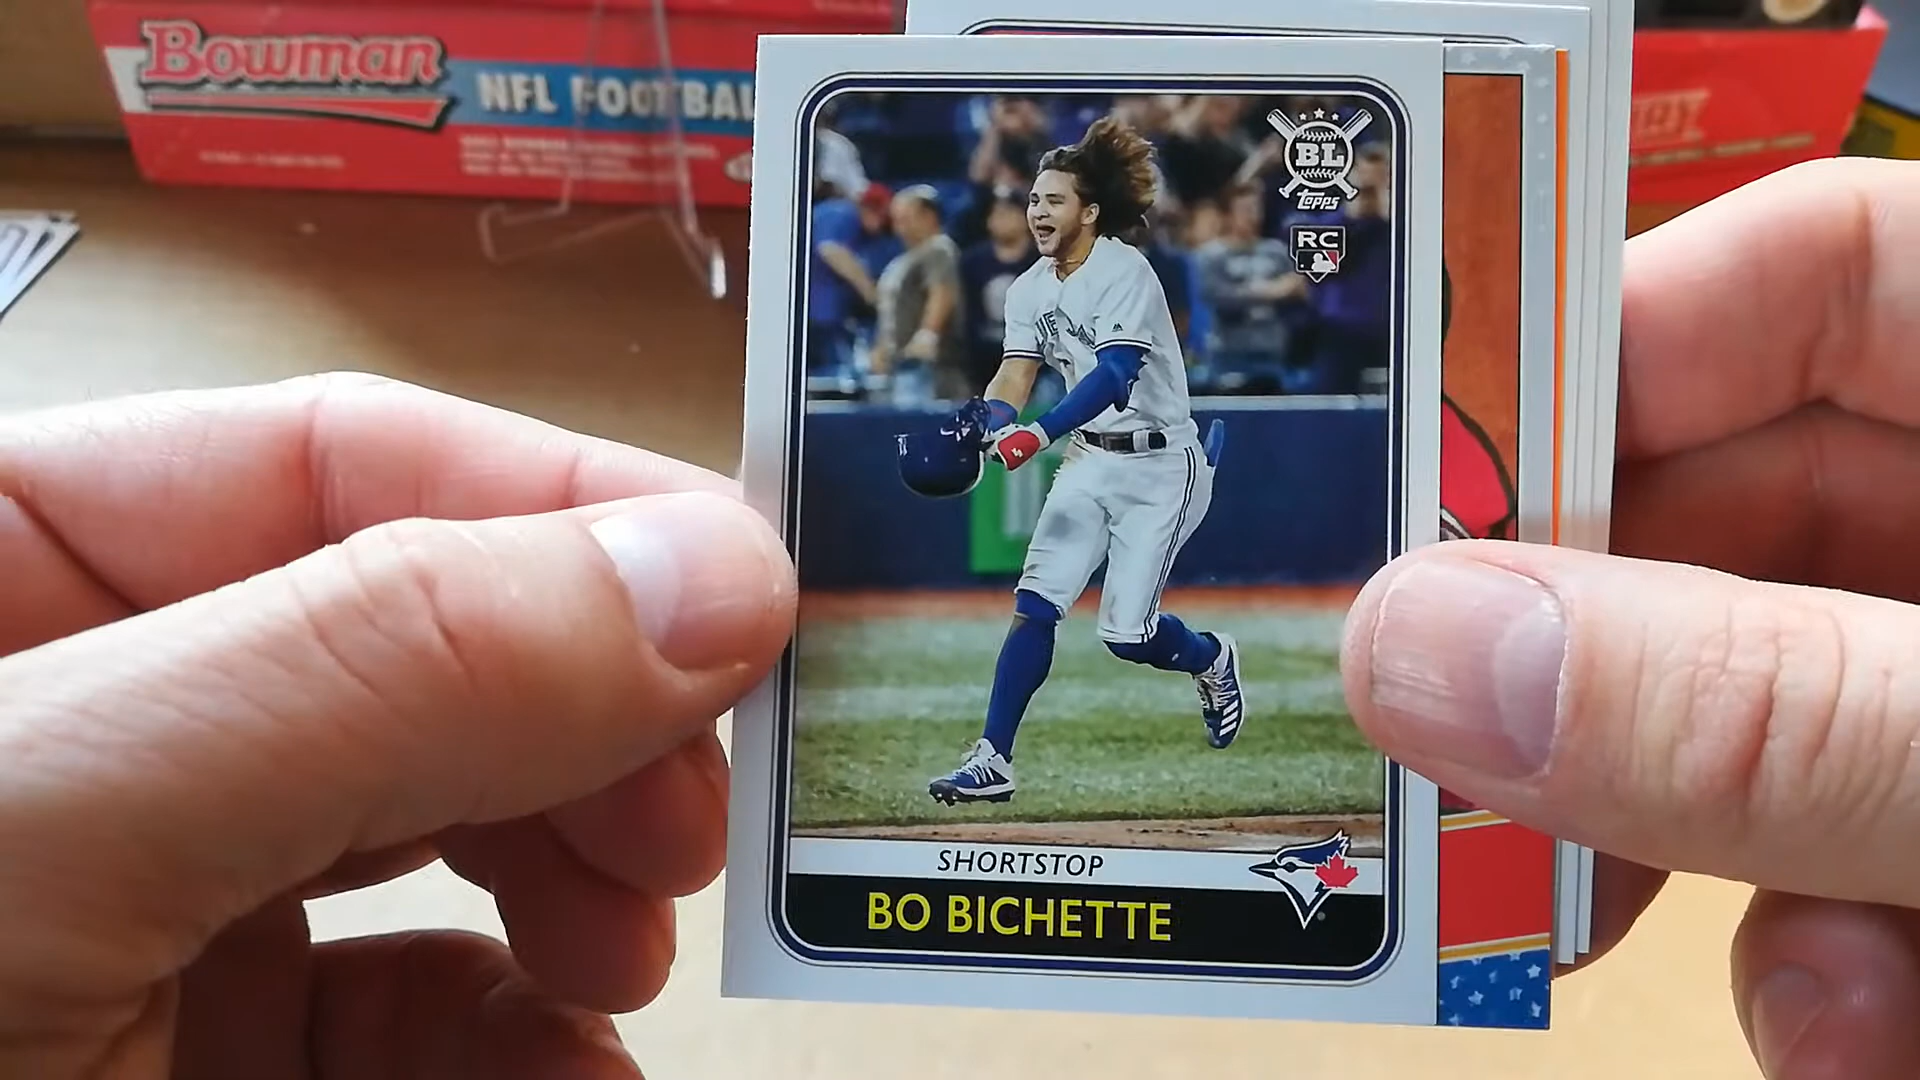 Bowman
NFL FOOTBAL
BL
Topps
RC
SHORTSTOP
BO BICHETTE